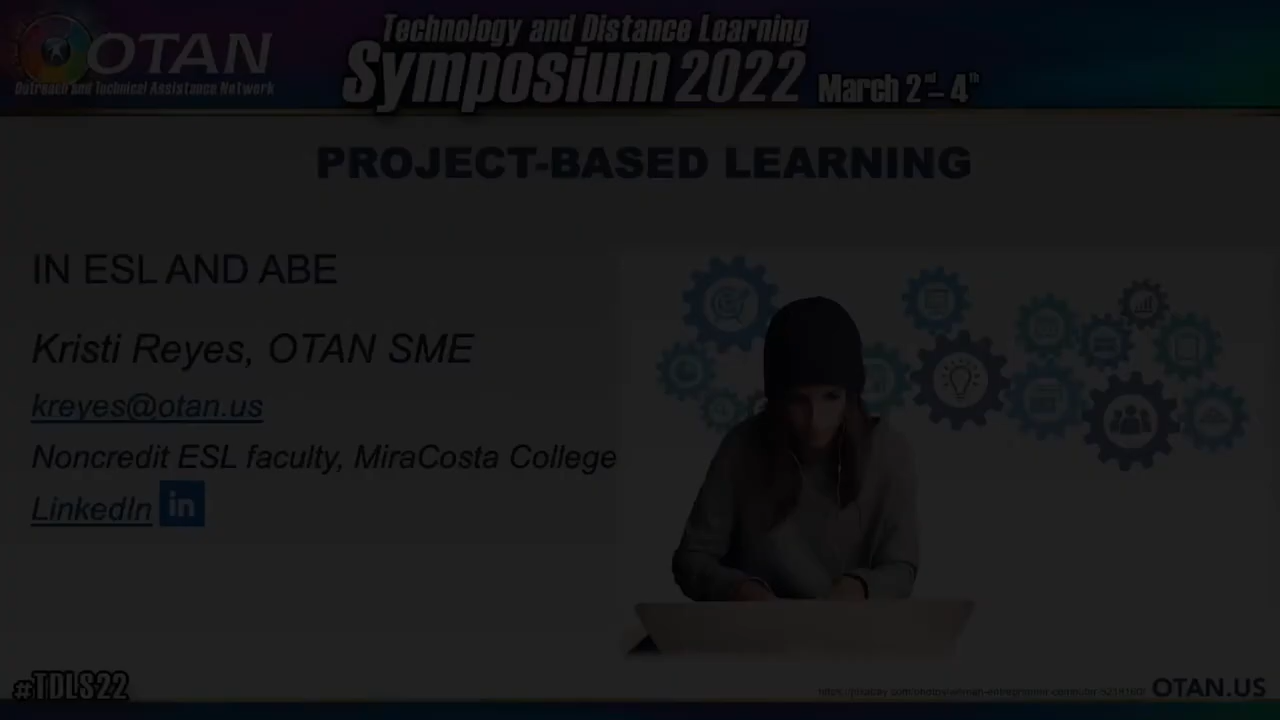 OTAN
Outreach and Technical Assistance Network
Technology and Distance Learning
Symposium 2022 March 2nd – 4th
PROJECT-BASED LEARNING
IN ESL AND ABE
Kristi Reyes, OTAN SME
kreyes@otan.us
Noncredit ESL faculty, MiraCosta College
LinkedIn in
#TDLS22
OTAN.US